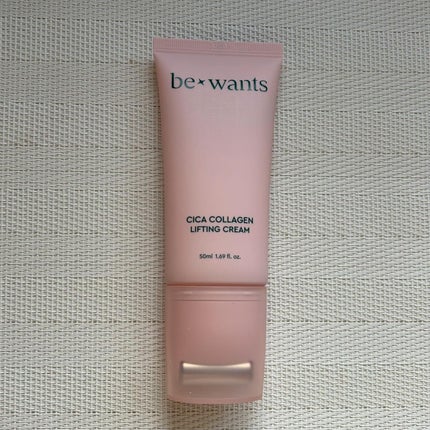 be✦wants
CICA COLLAGEN
LIFTING CREAM
50ml 1.69 fl. oz.